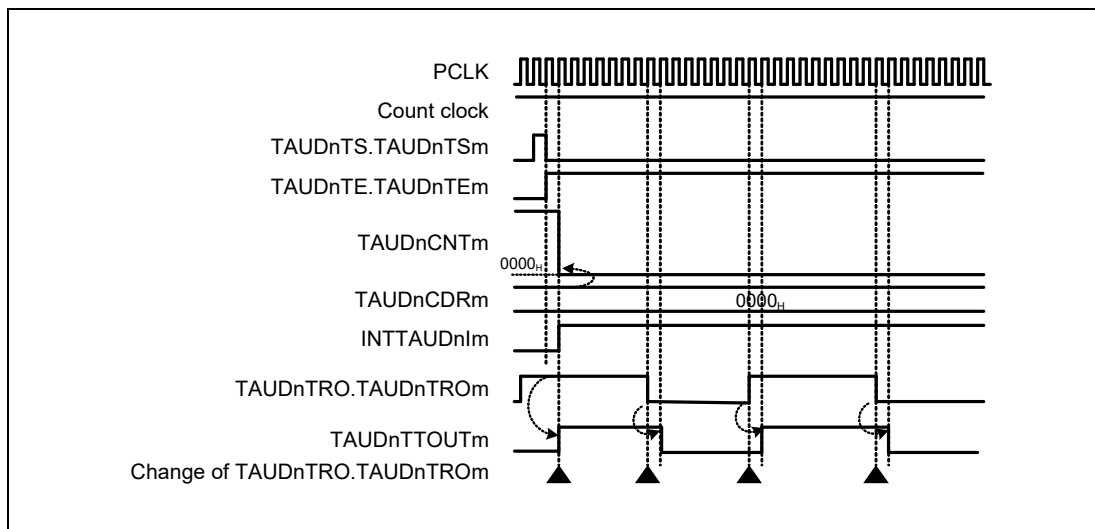 PCLK
Count clock
TAUDnTS.TAUDnTSm
TAUDnTE.TAUDnTEm
TAUDnCNTm
0000H
TAUDnCDRm
0000H
INTTAUDnIm
TAUDnTRO.TAUDnTROm
TAUDnTTOUTm
Change of TAUDnTRO.TAUDnTROm